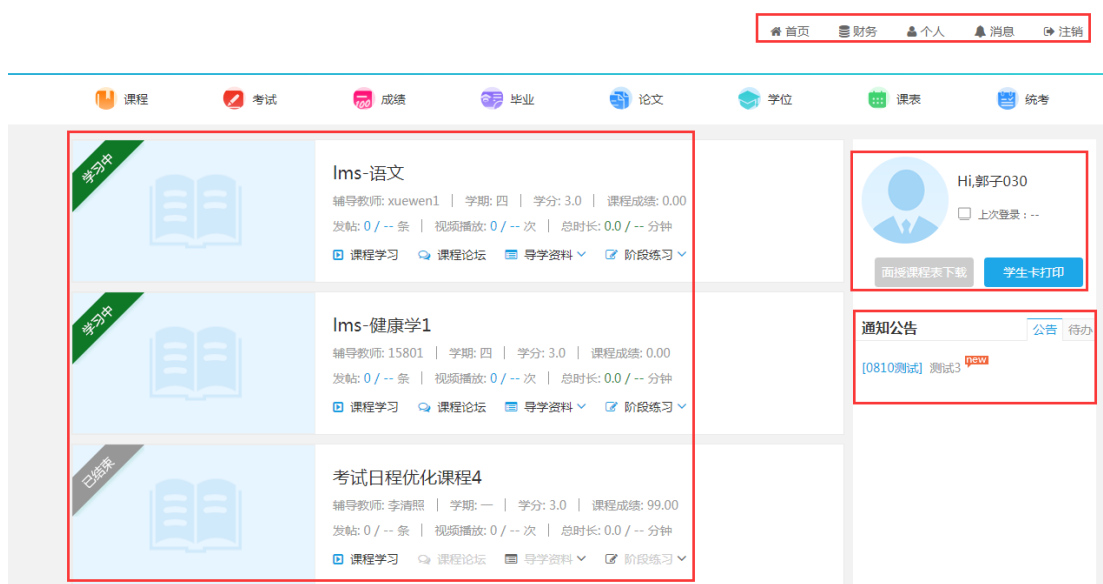 首页 财务 个人 消息 注销
课程 考试 成绩 毕业 论文 学位 课表 统考
100
学习中
lms-语文
辅导教师: xuewen1 | 学期: 四 | 学分: 3.0 | 课程成绩: 0.00
发帖: 0 / -- 条 | 视频播放: 0 / -- 次 | 总时长: 0.0 / -- 分钟
课程学习 课程论坛 导学资料 阶段练习
学习中
lms-健康学1
辅导教师: 15801 | 学期: 四 | 学分: 3.0 | 课程成绩: 0.00
发帖: 0 / -- 条 | 视频播放: 0 / -- 次 | 总时长: 0.0 / -- 分钟
课程学习 课程论坛 导学资料 阶段练习
已结束
考试日程优化课程4
辅导教师: 李清照 | 学期: 一 | 学分: 3.0 | 课程成绩: 99.00
发帖: 0 / -- 条 | 视频播放: 0 / -- 次 | 总时长: 0.0 / -- 分钟
课程学习 课程论坛 导学资料 阶段练习
Hi,郭子030
上次登录：--
面授课程表下载 学生卡打印
通知公告 公告 待办
[0810测试] 测试3 new